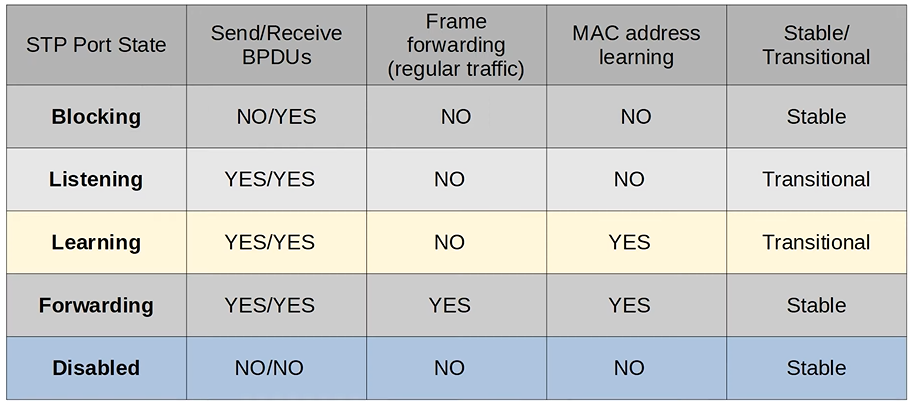 STP Port State
Send/Receive
BPDUs
Frame
forwarding
(regular traffic)
MAC address
learning
Stable/
Transitional
Blocking
NO/YES
NO
NO
Stable
Listening
YES/YES
NO
NO
Transitional
Learning
YES/YES
NO
YES
Transitional
Forwarding
YES/YES
YES
YES
Stable
Disabled
NO/NO
NO
NO
Stable